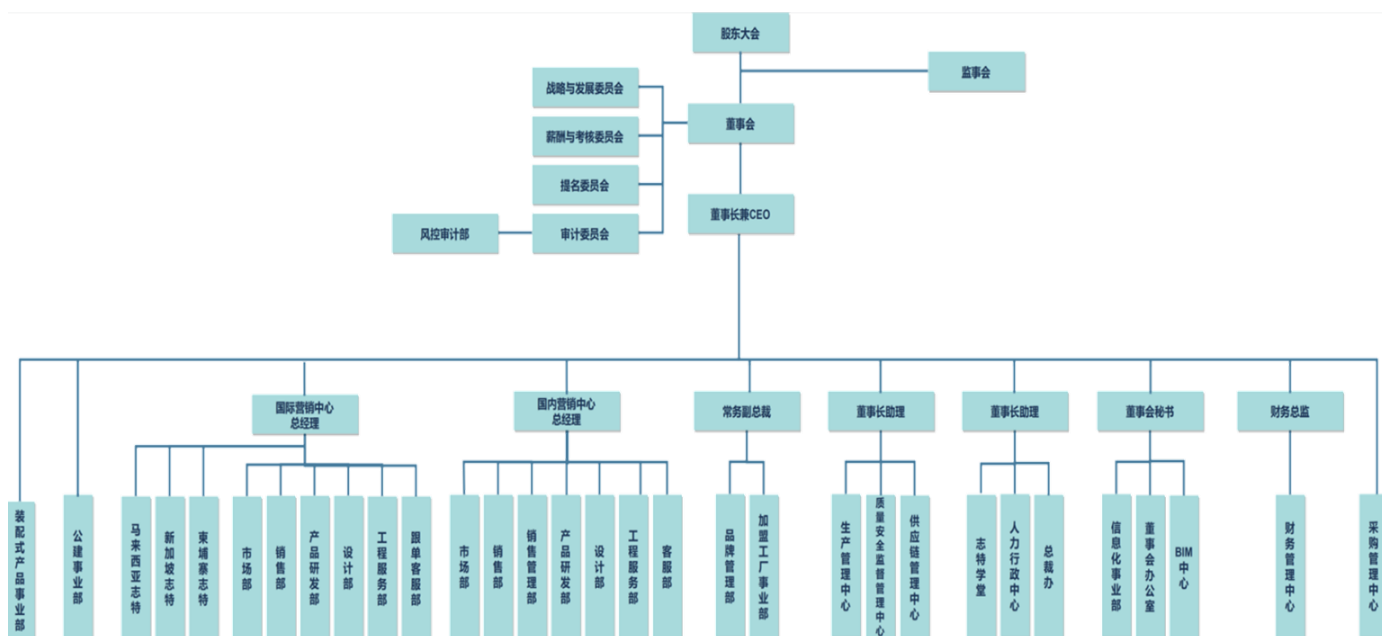 股东大会
监事会
战略与发展委员会
董事会
薪酬与考核委员会
提名委员会
董事长兼CEO
风控审计部
审计委员会
国际营销中心
总经理
国内营销中心
总经理
常务副总裁
董事长助理
董事长助理
董事会秘书
财务总监
装配式产品事业部
公建事业部
马来西亚志特
新加坡志特
柬埔寨志特
市场部
销售部
产品研发部
设计部
工程服务部
跟单客服部
市场部
销售部
销售管理部
产品研发部
设计部
工程服务部
客服部
品牌管理部
加盟工厂事业部
生产管理中心
质量安全监督管理中心
供应链管理中心
志特学堂
人力行政中心
总裁办
信息化事业部
董事会办公室
BIM中心
财务管理中心
采购管理中心